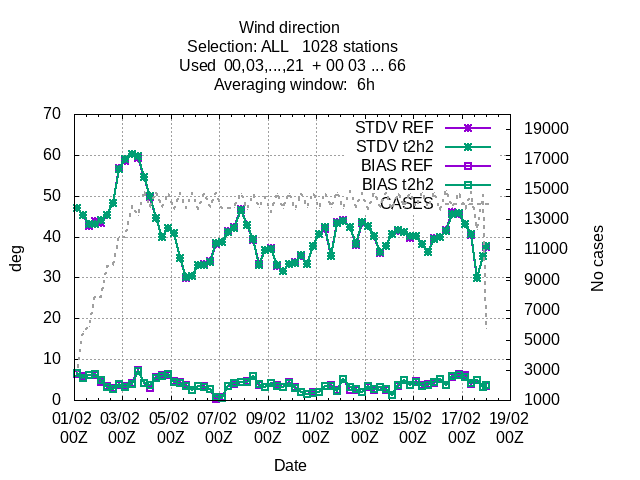 Wind direction
Selection: ALL   1028 stations
Used  00,03,...,21  + 00 03 ... 66
Averaging window:  6h
70
60
50
40
30
20
10
0
deg
STDV REF
STDV t2h2
BIAS REF
BIAS t2h2
CASES
19000
17000
15000
13000
11000
9000
7000
5000
3000
1000
No cases
01/02 03/02 05/02 07/02 09/02 11/02 13/02 15/02 17/02 19/02
00Z 00Z 00Z 00Z 00Z 00Z 00Z 00Z 00Z 00Z
Date